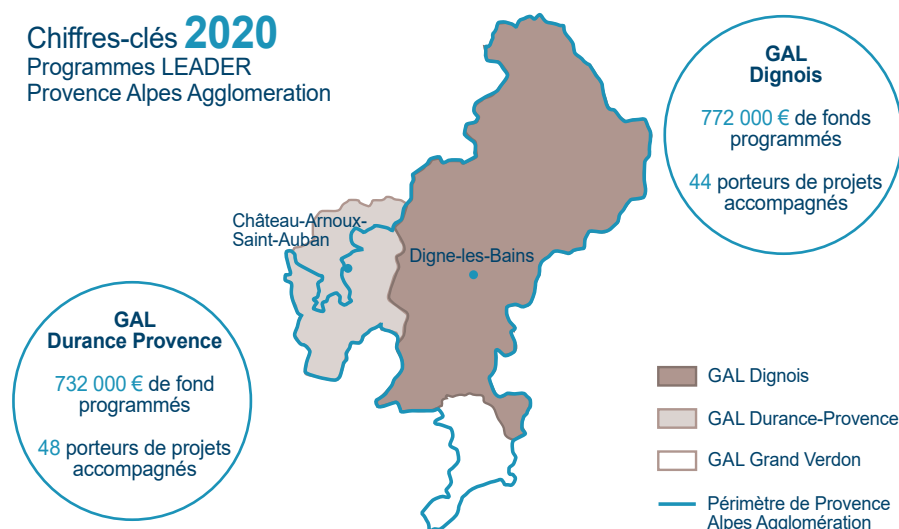 Chiffres-clés 2020
Programmes LEADER
Provence Alpes Agglomeration
GAL
Dignois
772 000 € de fonds
programmés
44 porteurs de projets
accompagnés
Château-Arnoux-
Saint-Auban
Digne-les-Bains
GAL
Durance Provence
732 000 € de fond
programmés
48 porteurs de projets
accompagnés
GAL Dignois
GAL Durance-Provence
GAL Grand Verdon
Périmètre de Provence
Alpes Agglomération